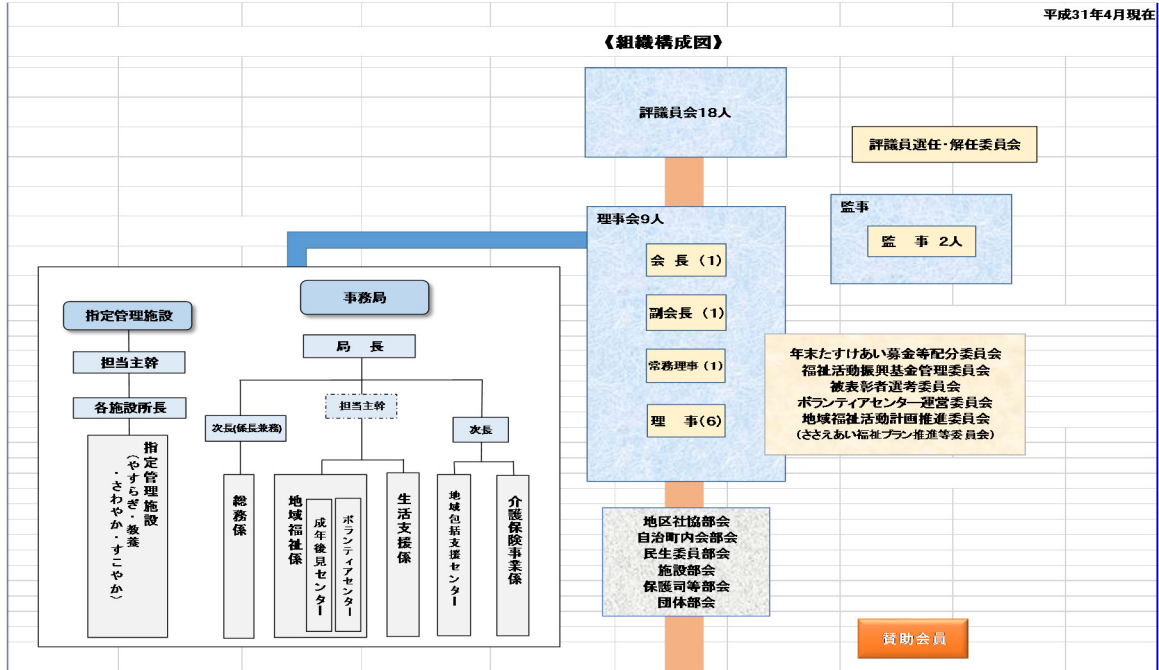 平成31年4月現在
《組織構成図》
評議員会18人
評議員選任・解任委員会
理事会9人
会 長 (1)
副会長 (1)
常務理事 (1)
理 事(6)
監事
監 事 2人
年末たすけあい募金等配分委員会
福祉活動振興基金管理委員会
被表彰者選考委員会
ボランティアセンター運営委員会
地域福祉活動計画推進委員会
(ささえあい福祉プラン推進等委員会)
地区社協部会
自治町内会部会
民生委員部会
施設部会
保護司等部会
団体部会
賛助会員
指定管理施設
担当主幹
各施設所長
指定管理施設
(やすらぎ・教養
・さわやか・すこやか)
事務局
局 長
次長(係長兼務)
担当主幹
次長
総務係
地域福祉係
成年後見センター
ボランティアセンター
生活支援係
地域包括支援センター
介護保険事業係